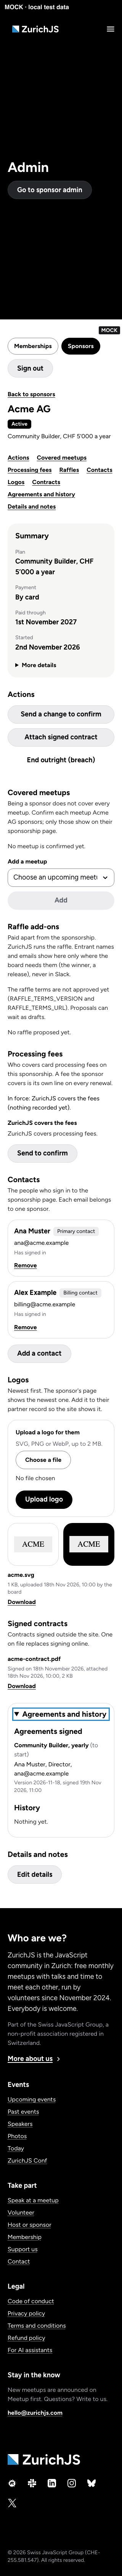 MOCK · local test data
ZurichJS
Admin
Go to sponsor admin
MOCK
Memberships
Sponsors
Sign out
Back to sponsors
Acme AG
Active
Community Builder, CHF 5'000 a year
Actions
Covered meetups
Processing fees
Raffles
Contacts
Logos
Contracts
Agreements and history
Details and notes
Summary
Plan
Community Builder, CHF
5'000 a year
Payment
By card
Paid through
1st November 2027
Started
2nd November 2026
More details
Actions
Send a change to confirm
Attach signed contract
End outright (breach)
Covered meetups
Being a sponsor does not cover every
meetup. Confirm each meetup Acme
AG sponsors; only those show on their
sponsorship page.
No meetup is confirmed yet.
Add a meetup
Choose an upcoming meet
Add
Raffle add-ons
Paid apart from the sponsorship.
ZurichJS runs the raffle. Entrant names
and emails show here only where the
board needs them (the winner, a
release), never in Slack.
The raffle terms are not approved yet
(RAFFLE_TERMS_VERSION and
RAFFLE_TERMS_URL). Proposals can
wait as drafts.
No raffle proposed yet.
Processing fees
Who covers card processing fees on
this sponsorship. A fee the sponsor
covers is its own line on every renewal.
In force: ZurichJS covers the fees
(nothing recorded yet).
ZurichJS covers the fees
ZurichJS covers processing fees.
Send to confirm
Contacts
The people who sign in to the
sponsorship page. Each email belongs
to one sponsor.
Ana Muster
Primary contact
ana@acme.example
Has signed in
Remove
Alex Example
Billing contact
billing@acme.example
Has signed in
Remove
Add a contact
Logos
Newest first. The sponsor's page
shows the newest one. Add it to their
partner record so the site shows it.
Upload a logo for them
SVG, PNG or WebP, up to 2 MB.
Choose a file
No file chosen
Upload logo
ACME
ACME
acme.svg
1 KB, uploaded 18th Nov 2026, 10:00 by the
board
Download
Signed contracts
Contracts signed outside the site. One
on file replaces signing online.
acme-contract.pdf
Signed on 18th November 2026, attached
18th Nov 2026, 10:00, 2 KB
Download
Agreements and history
Agreements signed
Community Builder, yearly (to
start)
Ana Muster, Director,
ana@acme.example
Version 2026-11-18, signed 19th Nov
2026, 11:00
History
Nothing yet.
Details and notes
Edit details
Who are we?
ZurichJS is the JavaScript
community in Zurich: free monthly
meetups with talks and time to
meet each other, run by
volunteers since November 2024.
Everybody is welcome.
Part of the Swiss JavaScript Group, a
non-profit association registered in
Switzerland.
More about us
Events
Upcoming events
Past events
Speakers
Photos
Today
ZurichJS Conf
Take part
Speak at a meetup
Volunteer
Host or sponsor
Membership
Support us
Contact
Legal
Code of conduct
Privacy policy
Terms and conditions
Refund policy
For AI assistants
Stay in the know
New meetups are announced on
Meetup first. Questions? Write to us.
hello@zurichjs.com
ZurichJS
© 2026 Swiss JavaScript Group (CHE-
255.581.547). All rights reserved.